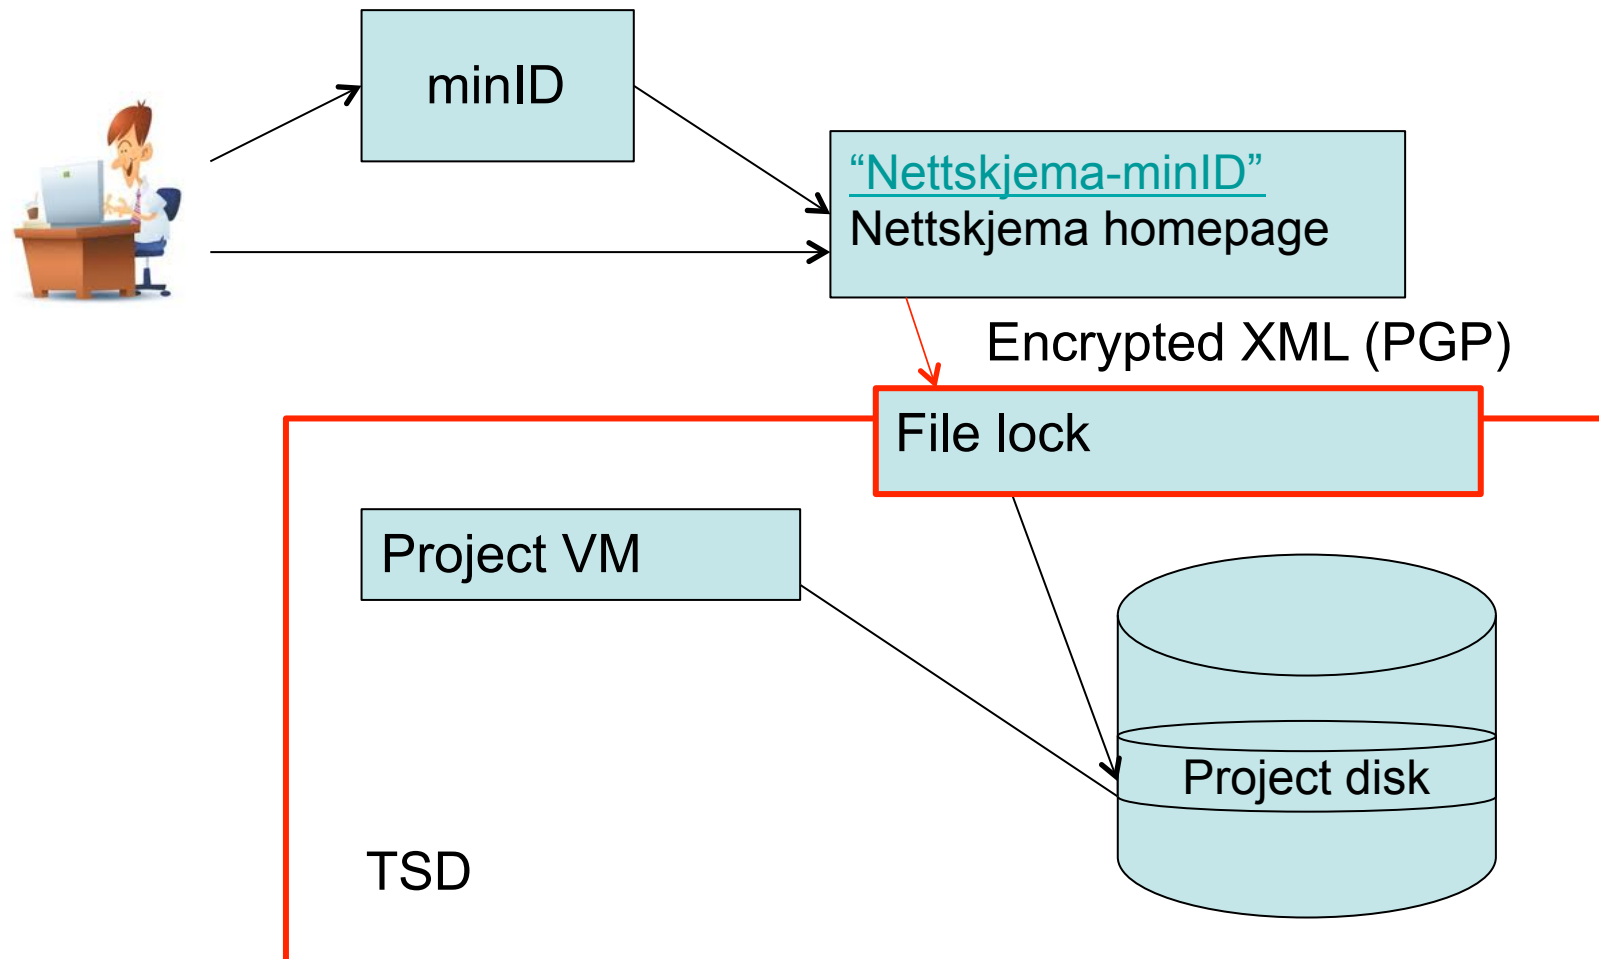 minID
“Nettskjema-minID”
Nettskjema homepage
Encrypted XML (PGP)
File lock
Project VM
Project disk
TSD